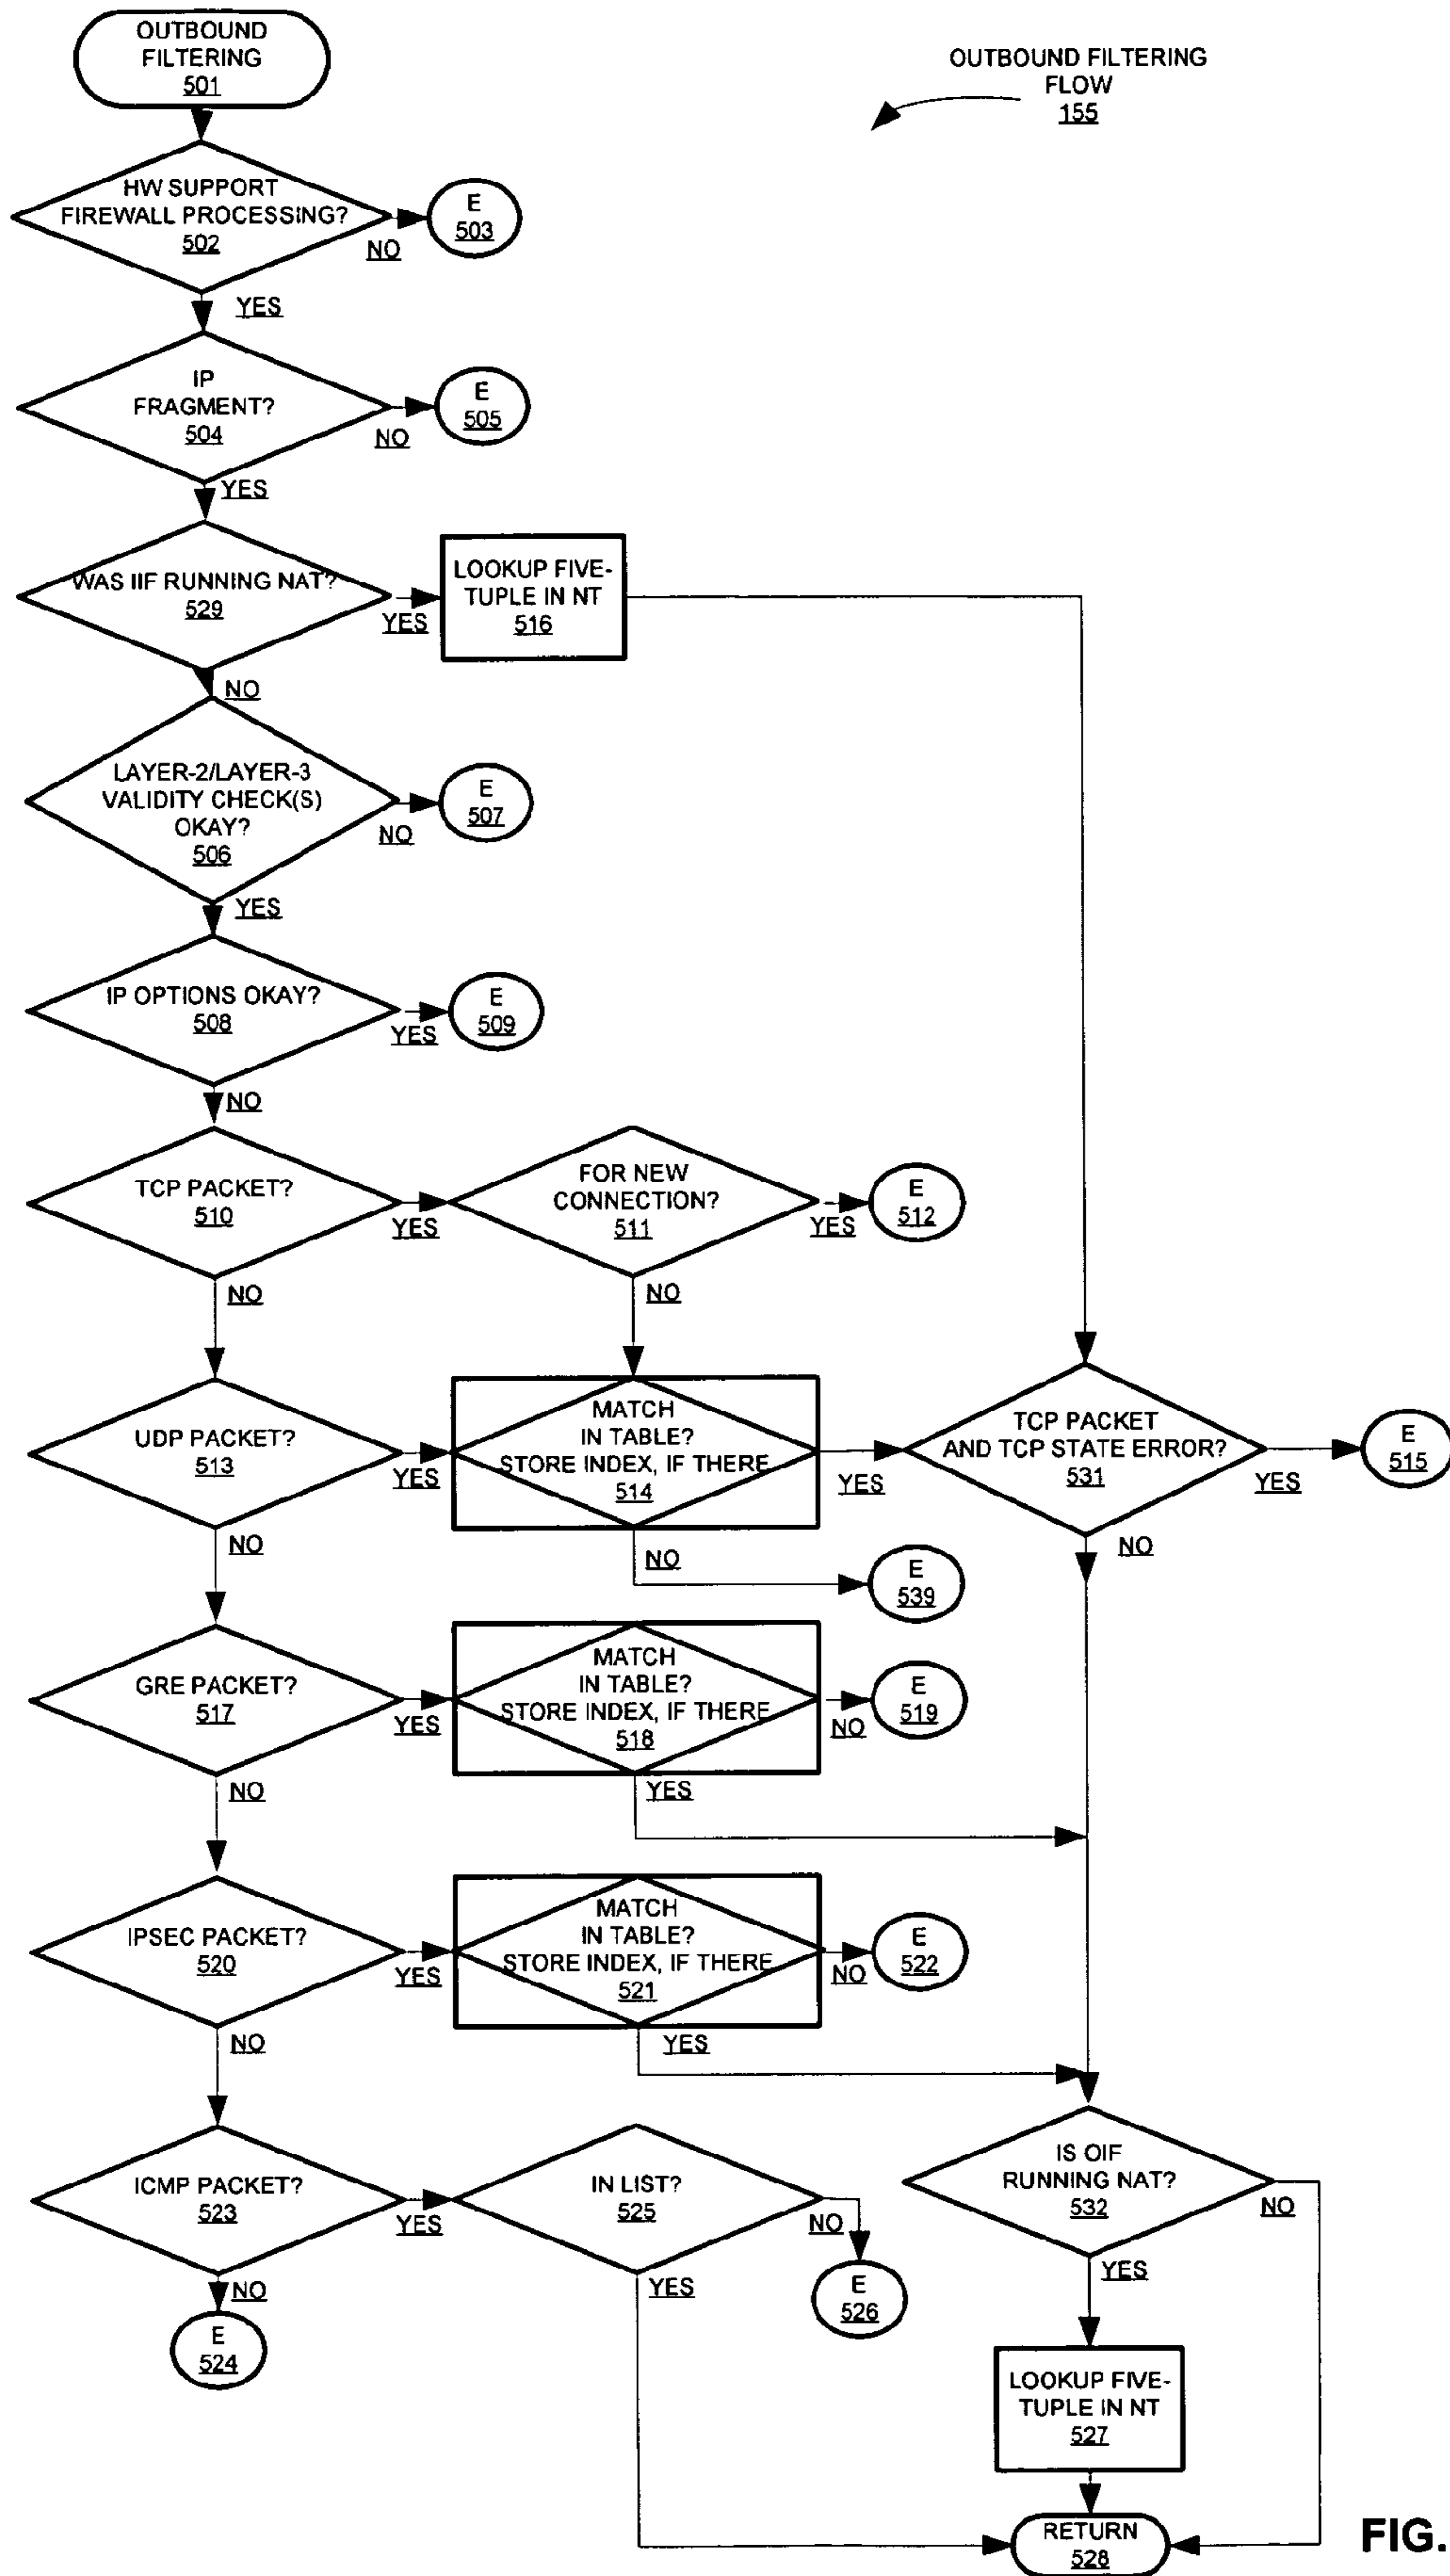 OUTBOUND
FILTERING
501
OUTBOUND FILTERING
FLOW
155
HW SUPPORT
FIREWALL PROCESSING?
502
NO
E
503
YES
IP
FRAGMENT?
504
NO
E
505
YES
WAS IIF RUNNING NAT?
529
YES
LOOKUP FIVE-
TUPLE IN NT
516
NO
LAYER-2/LAYER-3
VALIDITY CHECK(S)
OKAY?
506
NO
E
507
YES
IP OPTIONS OKAY?
508
YES
E
509
NO
TCP PACKET?
510
YES
FOR NEW
CONNECTION?
511
YES
E
512
NO
NO
UDP PACKET?
513
YES
MATCH
IN TABLE?
STORE INDEX, IF THERE
514
YES
TCP PACKET
AND TCP STATE ERROR?
531
YES
E
515
NO
NO
E
539
NO
GRE PACKET?
517
YES
MATCH
IN TABLE?
STORE INDEX, IF THERE
518
NO
E
519
NO
YES
IPSEC PACKET?
520
YES
MATCH
IN TABLE?
STORE INDEX, IF THERE
521
NO
E
522
NO
YES
ICMP PACKET?
523
YES
IN LIST?
525
NO
E
526
IS OIF
RUNNING NAT?
532
NO
YES
NO
E
524
YES
LOOKUP FIVE-
TUPLE IN NT
527
RETURN
528
FIG.